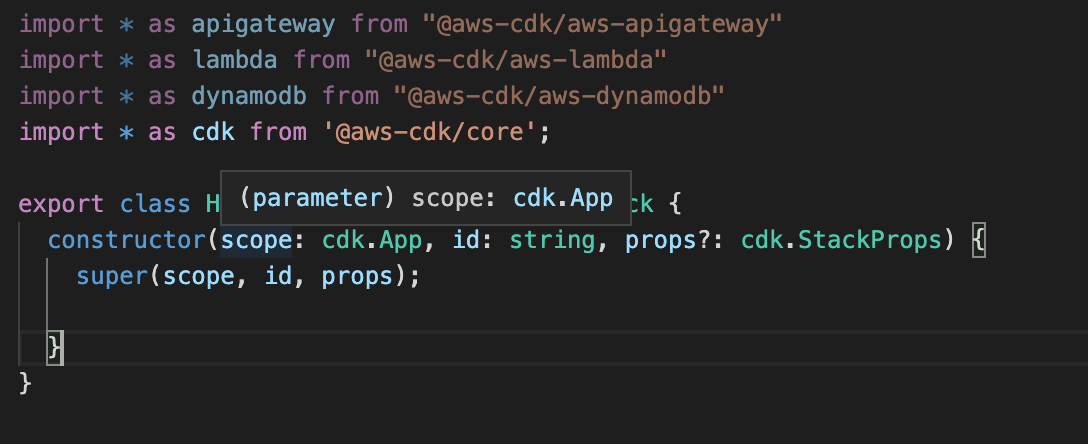 import * as apigateway from "@aws-cdk/aws-apigateway"
import * as lambda from "@aws-cdk/aws-lambda"
import * as dynamodb from "@aws-cdk/aws-dynamodb"
import * as cdk from '@aws-cdk/core';
(parameter) scope: cdk.App
export class H ck {
constructor(scope: cdk.App, id: string, props?: cdk.StackProps) {
super(scope, id, props);
}
}